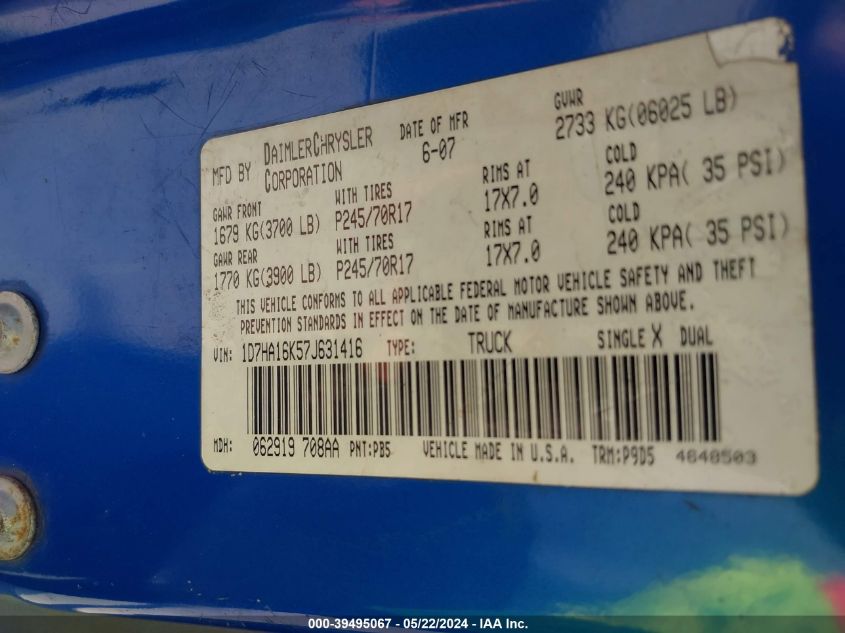 MFD BY DAIMLERCHRYSLER CORPORATION DATE OF MFR 6-07 GVWR 2733 KG(06025 LB)
GAWR FRONT WITH TIRES RIMS AT COLD
1679 KG(3700 LB) P245/70R17 17X7.0 240 KPA( 35 PSI)
GAWR REAR WITH TIRES RIMS AT COLD
1770 KG(3900 LB) P245/70R17 17X7.0 240 KPA( 35 PSI)
THIS VEHICLE CONFORMS TO ALL APPLICABLE FEDERAL MOTOR VEHICLE SAFETY AND THEFT
PREVENTION STANDARDS IN EFFECT ON THE DATE OF MANUFACTURE SHOWN ABOVE.
VIN: 1D7HA16K57J631416 TYPE: TRUCK SINGLE X DUAL
MDH: 062919 708AA PNT:PB5 VEHICLE MADE IN U.S.A. TRM:P9D5 4648503
000-39495067 - 05/22/2024 - IAA Inc.